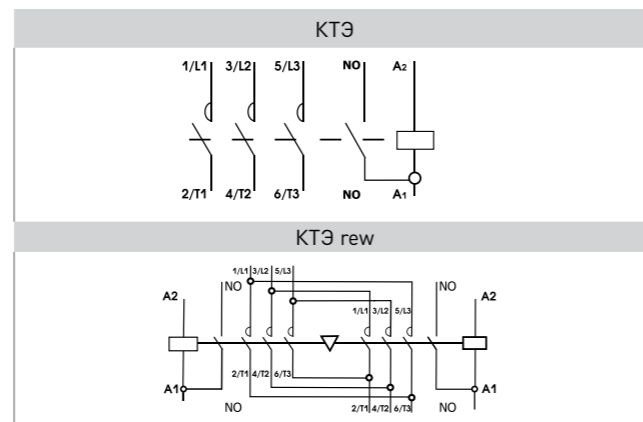 КТЭ
1/L1 3/L2 5/L3 NO A2
2/T1 4/T2 6/T3 NO A1
КТЭ rew
1/L1 3/L2 5/L3
NO NO
A2 A2
1/L1 3/L2 5/L3
2/T1 4/T2 6/T3
A1 A1
NO 2/T1 4/T2 6/T3 NO